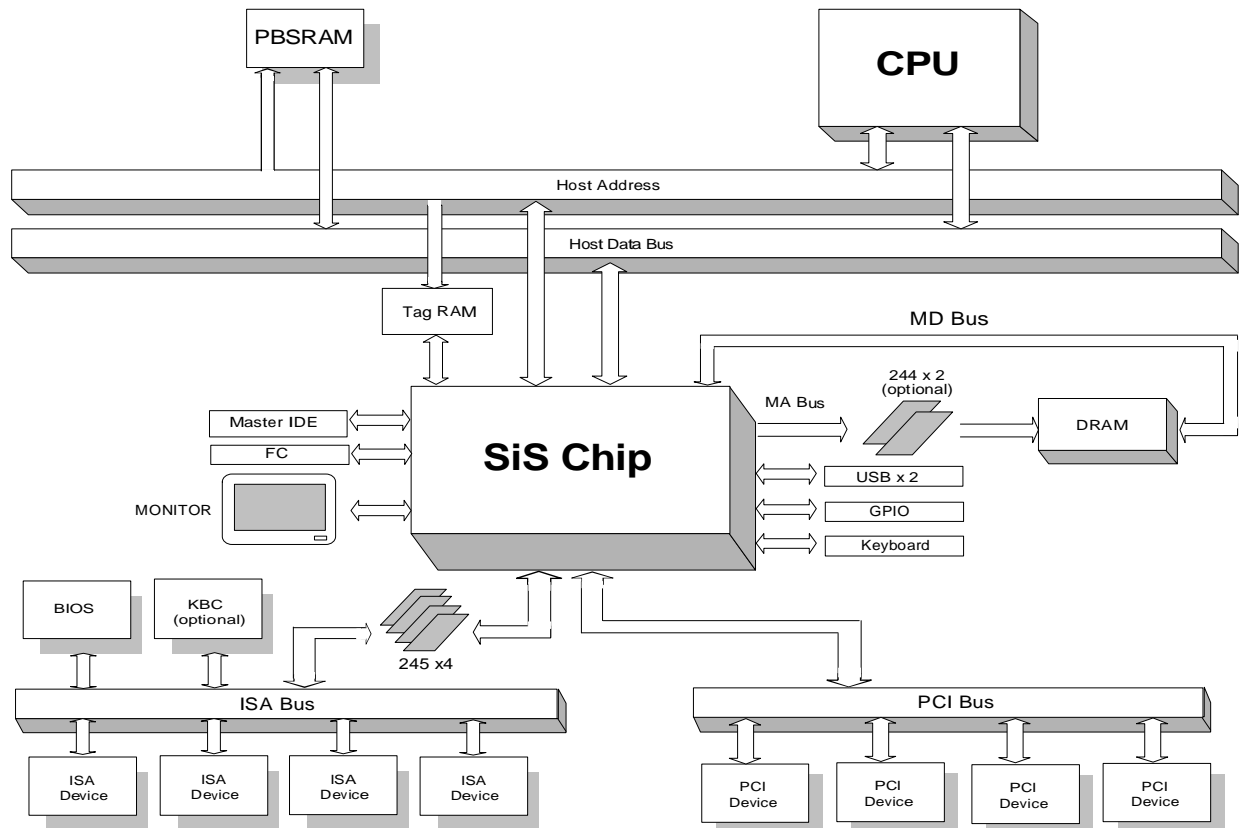 PBSRAM
CPU
Host Address
Host Data Bus
Tag RAM
MD Bus
244 x 2
(optional)
MA Bus
DRAM
Master IDE
FC
MONITOR
SiS Chip
USB x 2
GPIO
Keyboard
BIOS
KBC
(optional)
245 x4
ISA Bus
PCI Bus
ISA
Device
ISA
Device
ISA
Device
ISA
Device
PCI
Device
PCI
Device
PCI
Device
PCI
Device